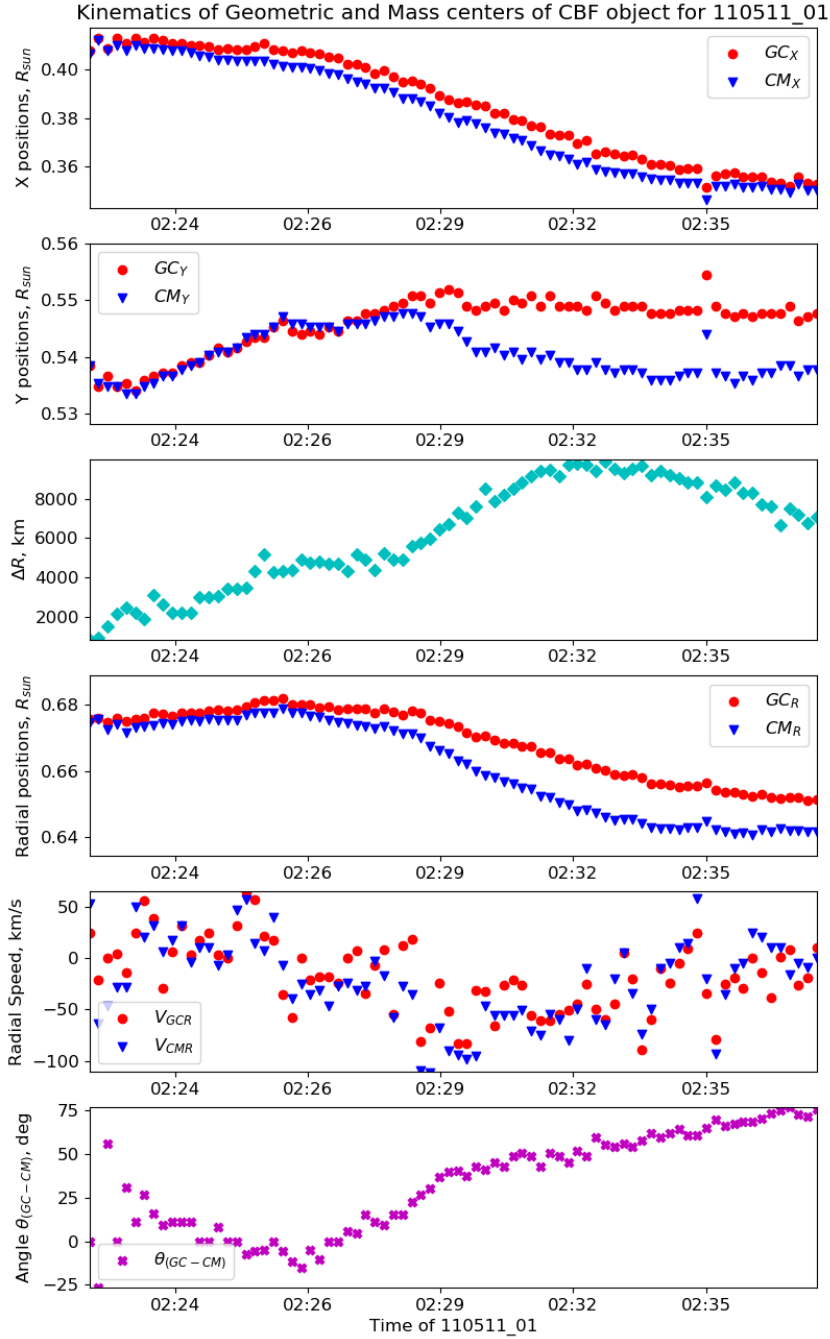 Kinematics of Geometric and Mass centers of CBF object for 110511_01
X positions, R_sun
0.40
0.38
0.36
GC_X
CM_X
02:24 02:26 02:29 02:32 02:35
Y positions, R_sun
0.56
0.55
0.54
0.53
GC_Y
CM_Y
02:24 02:26 02:29 02:32 02:35
ΔR, km
8000
6000
4000
2000
02:24 02:26 02:29 02:32 02:35
Radial positions, R_sun
0.68
0.66
0.64
GC_R
CM_R
02:24 02:26 02:29 02:32 02:35
Radial Speed, km/s
50
0
−50
−100
V_GCR
V_CMR
02:24 02:26 02:29 02:32 02:35
Angle θ_(GC−CM), deg
75
50
25
0
−25
θ_(GC−CM)
02:24 02:26 02:29 02:32 02:35
Time of 110511_01